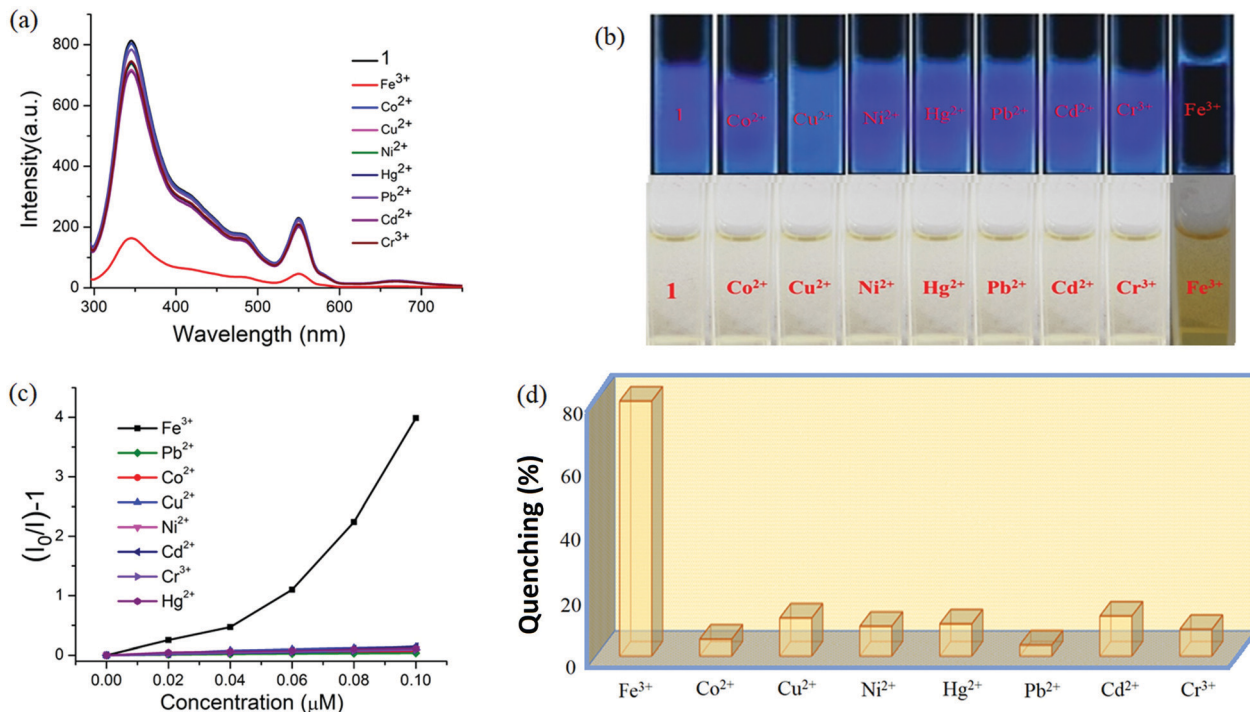 (a)
Intensity(a.u.)
800
600
400
200
0
300 400 500 600 700
Wavelength (nm)
1
Fe³⁺
Co²⁺
Cu²⁺
Ni²⁺
Hg²⁺
Pb²⁺
Cd²⁺
Cr³⁺
(b)
1 Co²⁺ Cu²⁺ Ni²⁺ Hg²⁺ Pb²⁺ Cd²⁺ Cr³⁺ Fe³⁺
1 Co²⁺ Cu²⁺ Ni²⁺ Hg²⁺ Pb²⁺ Cd²⁺ Cr³⁺ Fe³⁺
(c)
(I₀/I)-1
4
3
2
1
0
0.00 0.02 0.04 0.06 0.08 0.10
Concentration (μM)
Fe³⁺
Pb²⁺
Co²⁺
Cu²⁺
Ni²⁺
Cd²⁺
Cr³⁺
Hg²⁺
(d)
Quenching (%)
80
60
40
20
0
Fe³⁺ Co²⁺ Cu²⁺ Ni²⁺ Hg²⁺ Pb²⁺ Cd²⁺ Cr³⁺